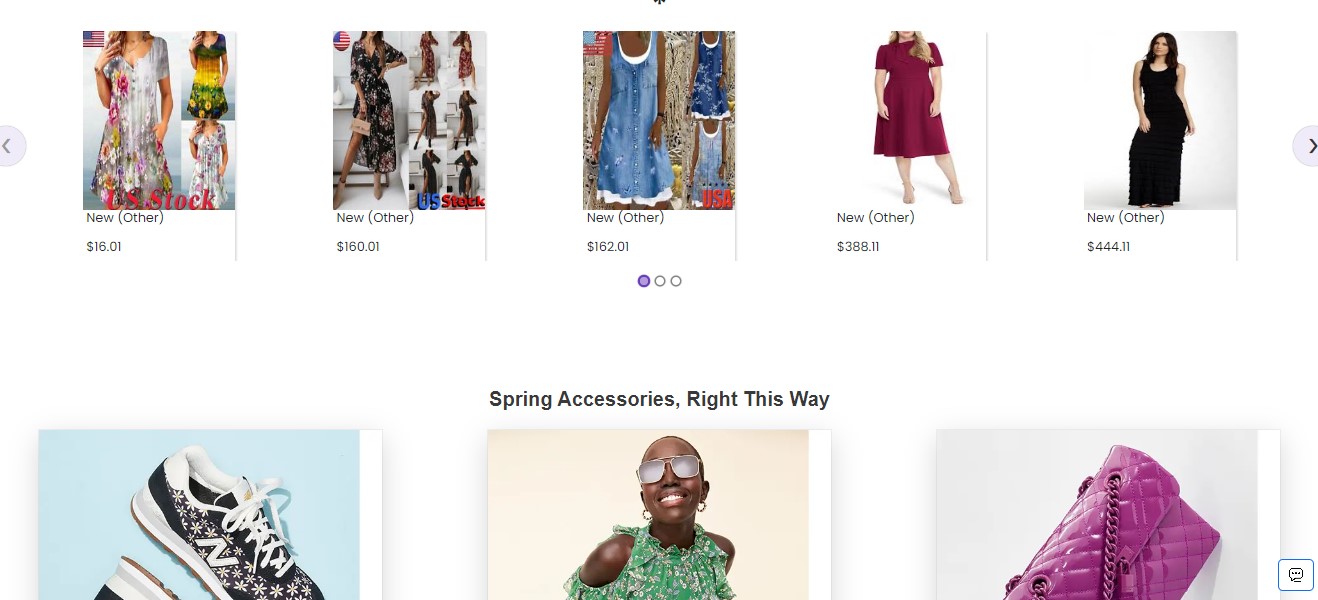 US Stock
US Stock
USA
New (Other)
New (Other)
New (Other)
New (Other)
New (Other)
$16.01
$160.01
$162.01
$388.11
$444.11
Spring Accessories, Right This Way
N